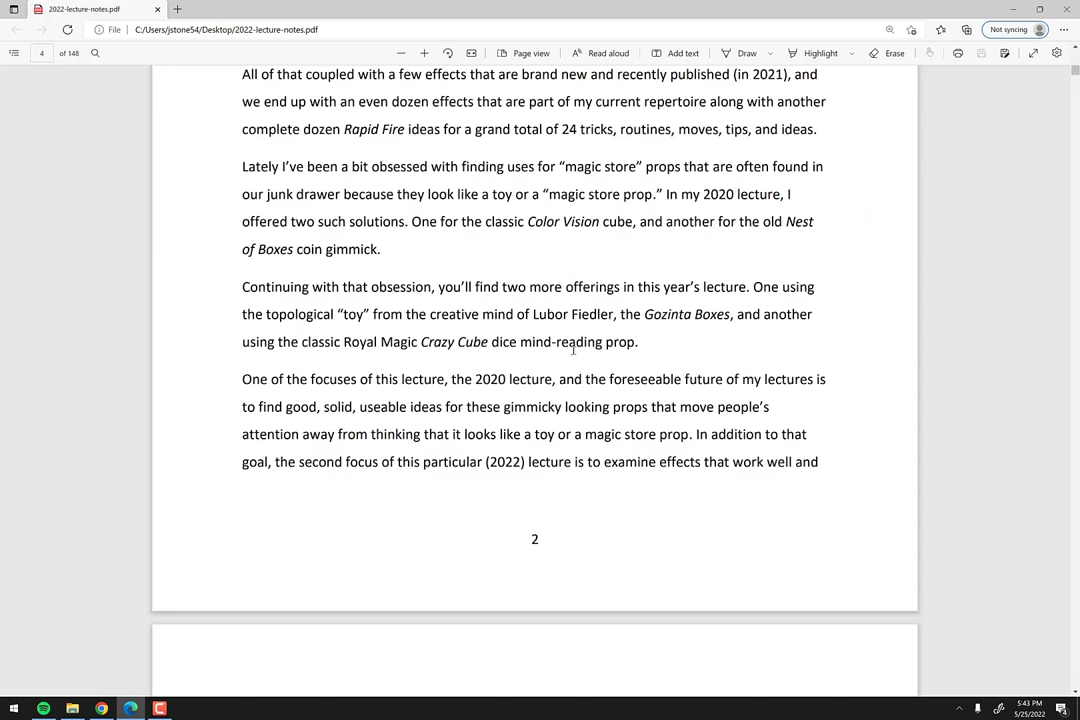 2022-lecture-notes.pdf
File
C:/Users/jstone54/Desktop/2022-lecture-notes.pdf
Not syncing
4 of 148
Page view
Read aloud
Add text
Draw
Highlight
Erase
All of that coupled with a few effects that are brand new and recently published (in 2021), and
we end up with an even dozen effects that are part of my current repertoire along with another
complete dozen Rapid Fire ideas for a grand total of 24 tricks, routines, moves, tips, and ideas.
Lately I’ve been a bit obsessed with finding uses for “magic store” props that are often found in
our junk drawer because they look like a toy or a “magic store prop.” In my 2020 lecture, I
offered two such solutions. One for the classic Color Vision cube, and another for the old Nest
of Boxes coin gimmick.
Continuing with that obsession, you’ll find two more offerings in this year’s lecture. One using
the topological “toy” from the creative mind of Lubor Fiedler, the Gozinta Boxes, and another
using the classic Royal Magic Crazy Cube dice mind-reading prop.
One of the focuses of this lecture, the 2020 lecture, and the foreseeable future of my lectures is
to find good, solid, useable ideas for these gimmicky looking props that move people’s
attention away from thinking that it looks like a toy or a magic store prop. In addition to that
goal, the second focus of this particular (2022) lecture is to examine effects that work well and
2
5:43 PM
5/25/2022